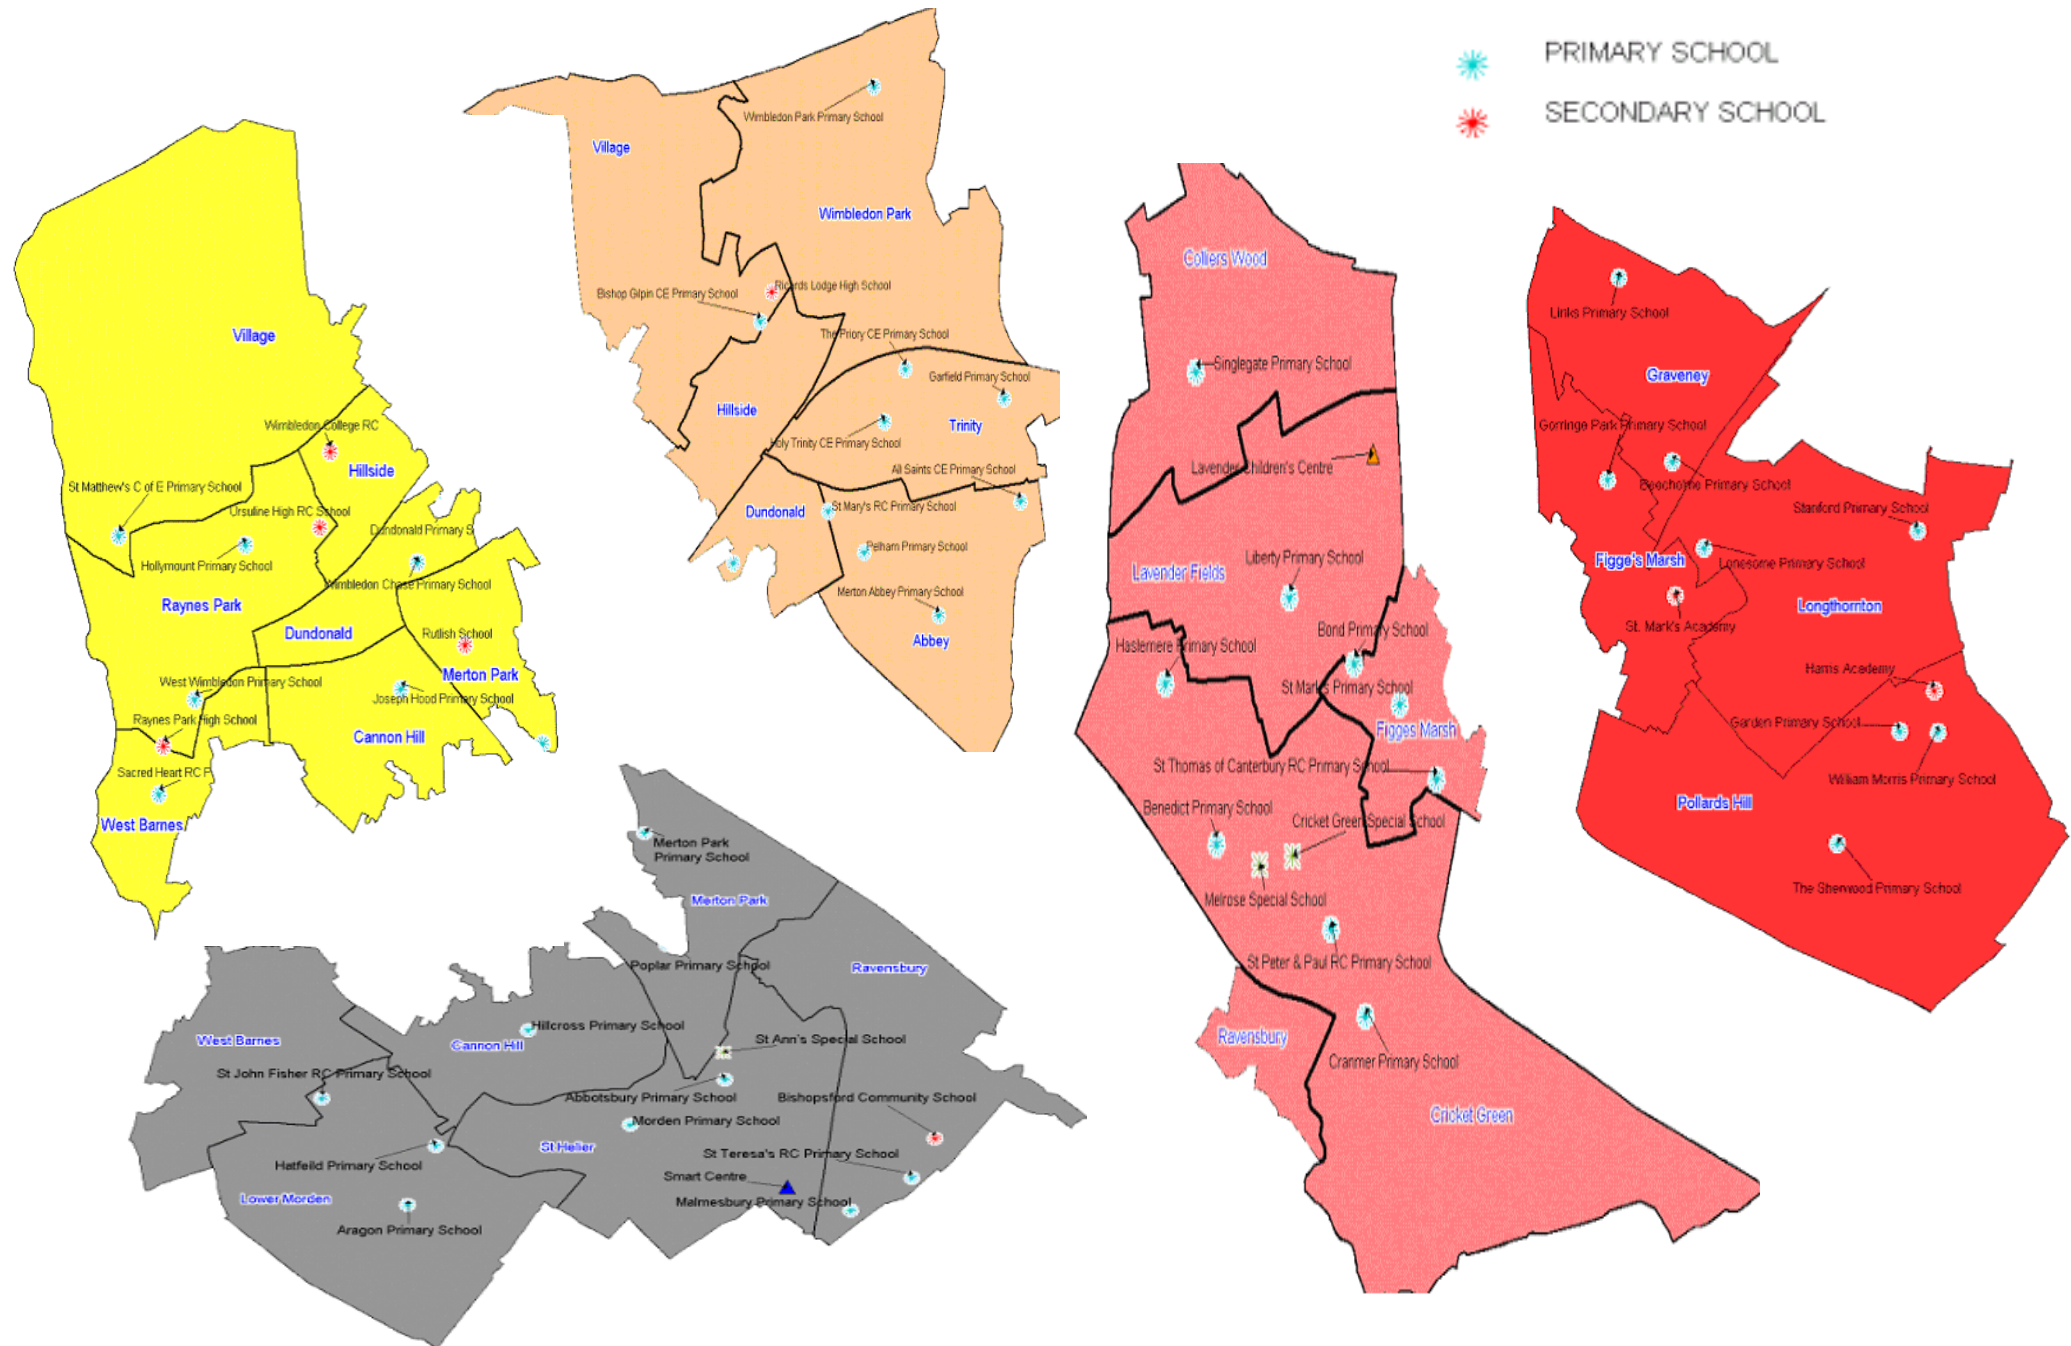 PRIMARY SCHOOL
SECONDARY SCHOOL
Village
Wimbledon College RC
Hillside
St Matthew's C of E Primary School
Ursuline High RC School
Dundonald Primary S
Hollymount Primary School
Wimbledon Chase Primary School
Raynes Park
Dundonald
Rutlish School
Merton Park
West Wimbledon Primary School
Joseph Hood Primary School
Raynes Park High School
Cannon Hill
Sacred Heart RC P
West Barnes
Wimbledon Park Primary School
Village
Wimbledon Park
Ricards Lodge High School
Bishop Gilpin CE Primary School
The Priory CE Primary School
Garfield Primary School
Hillside
Trinity
Holy Trinity CE Primary School
All Saints CE Primary School
Dundonald
St Mary's RC Primary School
Pelham Primary School
Merton Abbey Primary School
Abbey
Colliers Wood
Singlegate Primary School
Lavender Children's Centre
Liberty Primary School
Lavender Fields
Bond Primary School
Haslemere Primary School
St Mark's Primary School
Figges Marsh
St Thomas of Canterbury RC Primary School
Benedict Primary School
Cricket Green Special School
Melrose Special School
St Peter & Paul RC Primary School
Ravensbury
Cranmer Primary School
Cricket Green
Links Primary School
Graveney
Gorringe Park Primary School
Beecholme Primary School
Stanford Primary School
Figge's Marsh
Lonesome Primary School
Longthornton
St. Mark's Academy
Harris Academy
Garden Primary School
William Morris Primary School
Pollards Hill
The Sherwood Primary School
Merton Park
Primary School
Merton Park
Poplar Primary School
Ravensbury
Hillcross Primary School
West Barnes
Cannon Hill
St Ann's Special School
St John Fisher RC Primary School
Abbotsbury Primary School
Bishopsford Community School
Morden Primary School
St Helier
St Teresa's RC Primary School
Hatfeild Primary School
Smart Centre
Lower Morden
Malmesbury Primary School
Aragon Primary School